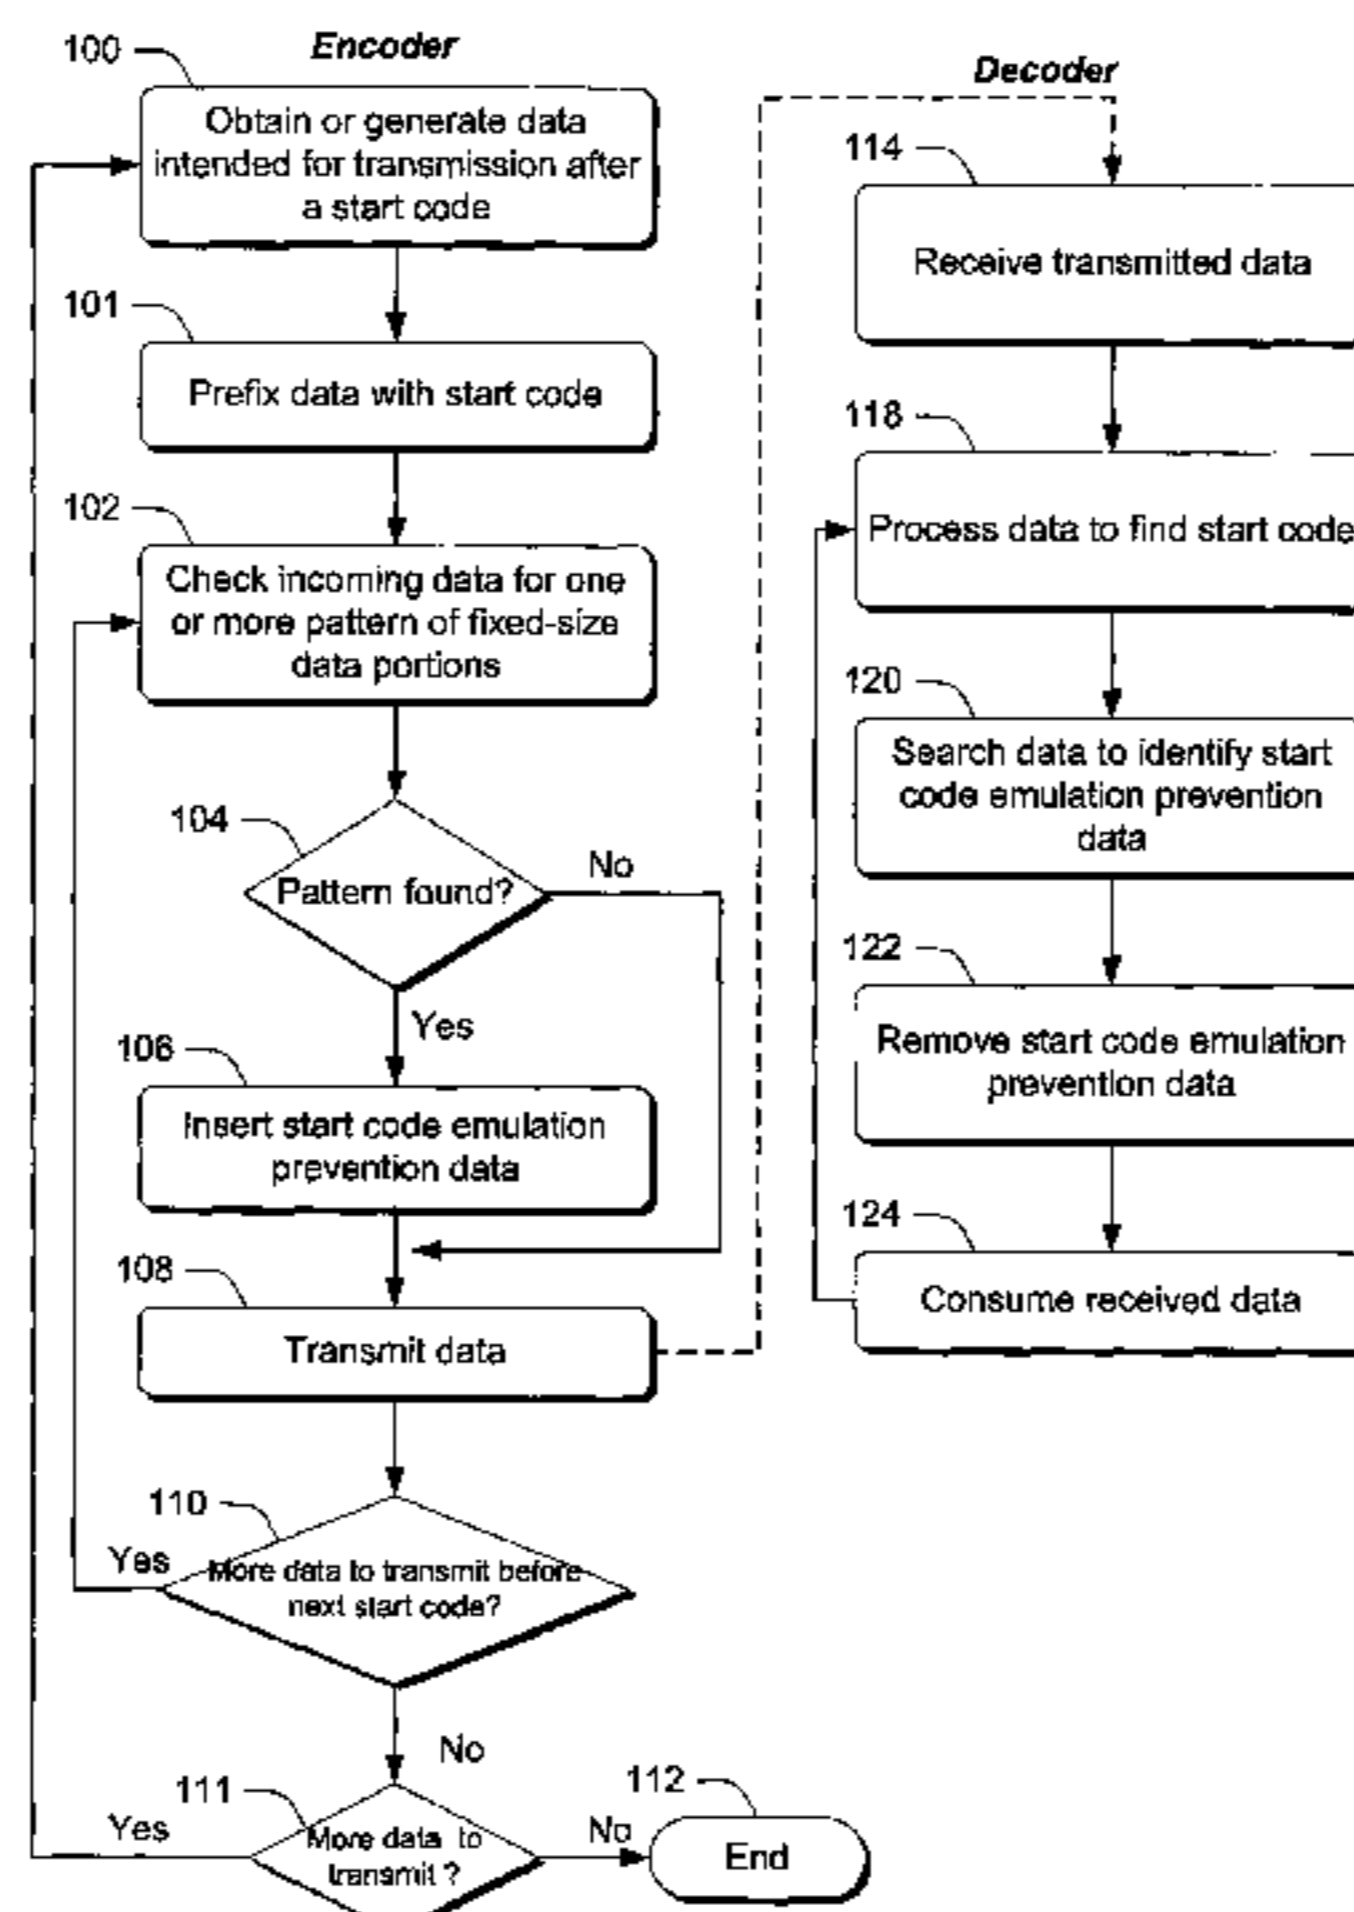 Encoder
100
Obtain or generate data
intended for transmission after
a start code
101
Prefix data with start code
102
Check incoming data for one
or more pattern of fixed-size
data portions
104
Pattern found?
No
Yes
106
Insert start code emulation
prevention data
108
Transmit data
110
Yes
More data to transmit before
next start code?
No
111
Yes
More data to
transmit ?
No
112
End
Decoder
114
Receive transmitted data
118
Process data to find start code
120
Search data to identify start
code emulation prevention
data
122
Remove start code emulation
prevention data
124
Consume received data